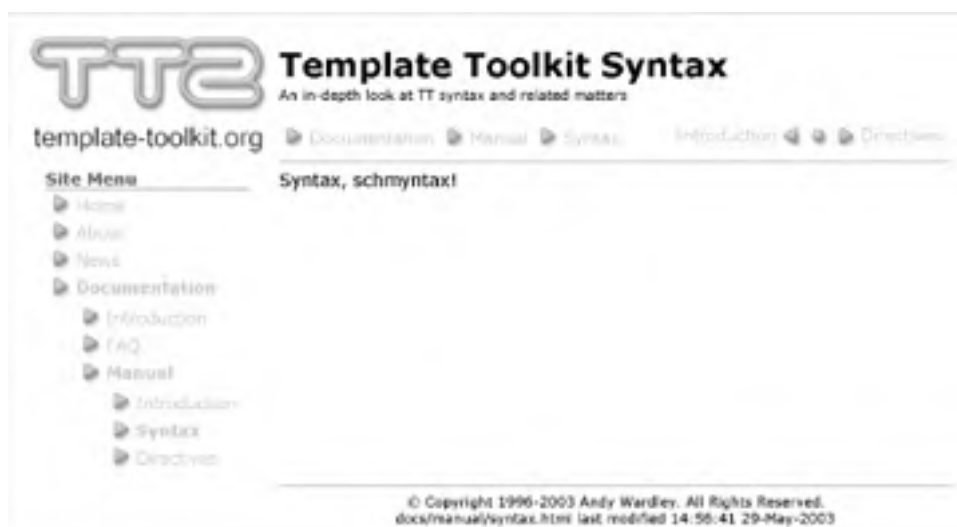 TT2
template-toolkit.org
Template Toolkit Syntax
An in-depth look at TT syntax and related matters
Documentation Manual Syntax Introduction Directives
Site Menu
Home
About
News
Documentation
Introduction
FAQ
Manual
Introduction
Syntax
Directives
Syntax, schmyntax!
© Copyright 1996-2003 Andy Wardley. All Rights Reserved.
docs/manual/syntax.html last modified 14:56:41 29-May-2003